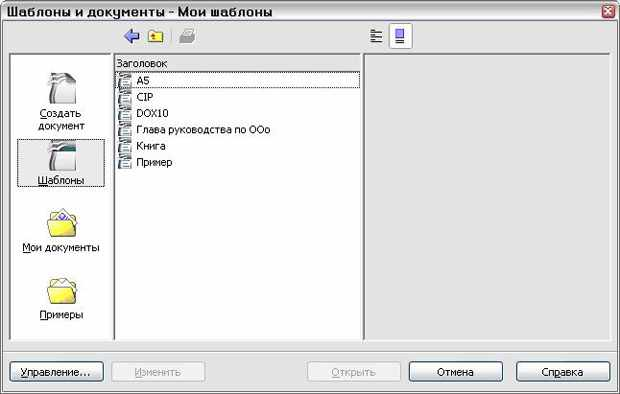 Шаблоны и документы - Мои шаблоны
Создать
документ
Шаблоны
Мои документы
Примеры
Заголовок
A5
CIP
DOX10
Глава руководства по ООо
Книга
Пример
Управление...
Изменить
Открыть
Отмена
Справка